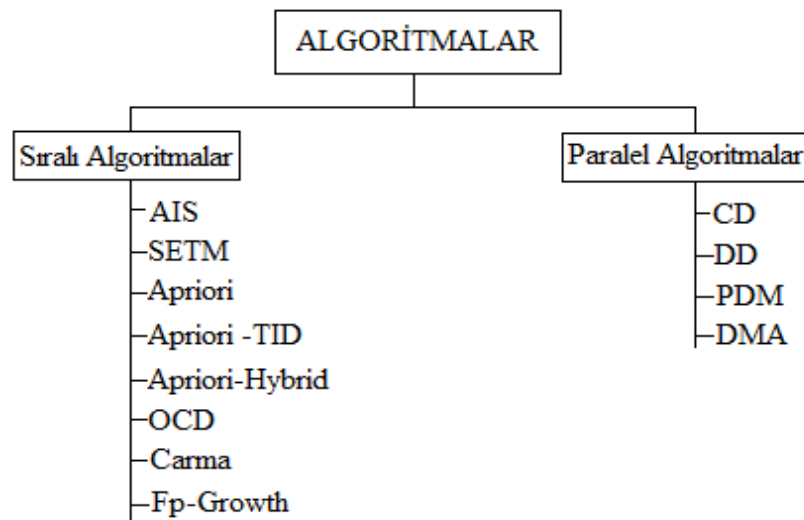 ALGORİTMALAR
Sıralı Algoritmalar
AIS
SETM
Apriori
Apriori -TID
Apriori-Hybrid
OCD
Carma
Fp-Growth
Paralel Algoritmalar
CD
DD
PDM
DMA